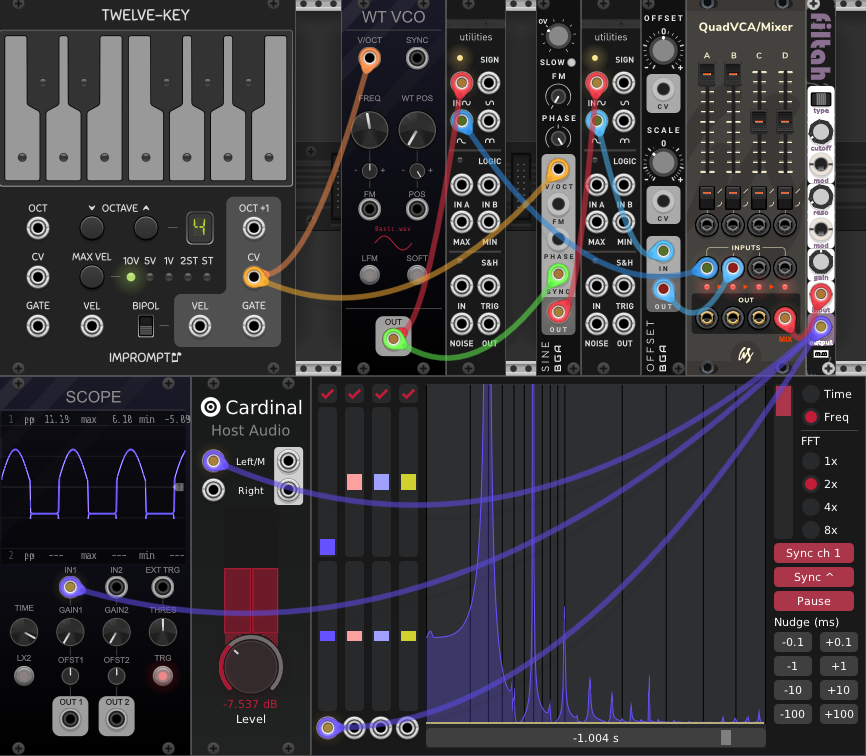 TWELVE-KEY
OCT
OCTAVE
4
OCT +1
CV
MAX VEL
10V 5V 1V 2ST ST
CV
GATE
VEL
BIPOL
VEL
GATE
IMPROMPTU
WT VCO
V/OCT
SYNC
FREQ
WT POS
FM
POS
Basic.wav
LFM
SOFT
OUT
utilities
SIGN
LOGIC
IN A
IN B
MAX
MIN
S&H
IN
TRIG
NOISE
OUT
OV
SLOW
FM
PHASE
V/OCT
FM
PHASE
SYNC
OUT
SINE
BGA
utilities
SIGN
LOGIC
IN A
IN B
MAX
MIN
S&H
IN
TRIG
NOISE
OUT
OFFSET
0
- +
CV
SCALE
0
- +
CV
IN
OUT
OFFSET
BGA
QuadVCA/Mixer
A B C D
INPUTS
OUT
MIX
filtah
type
cutoff
mod
reso
mod
gain
input
output
SCOPE
1 pp 11.19 max 6.10 min
2 pp --- max --- min ---
IN1
IN2
EXT TRG
TIME
GAIN1
GAIN2
THRES
LX2
OFST1
OFST2
TRG
OUT 1
OUT 2
Cardinal
Host Audio
Left/M
Right
-7.537 dB
Level
-1.004 s
Time
Freq
FFT
1x
2x
4x
8x
Sync ch 1
Sync ^
Pause
Nudge (ms)
-0.1
+0.1
-1
+1
-10
+10
-100
+100